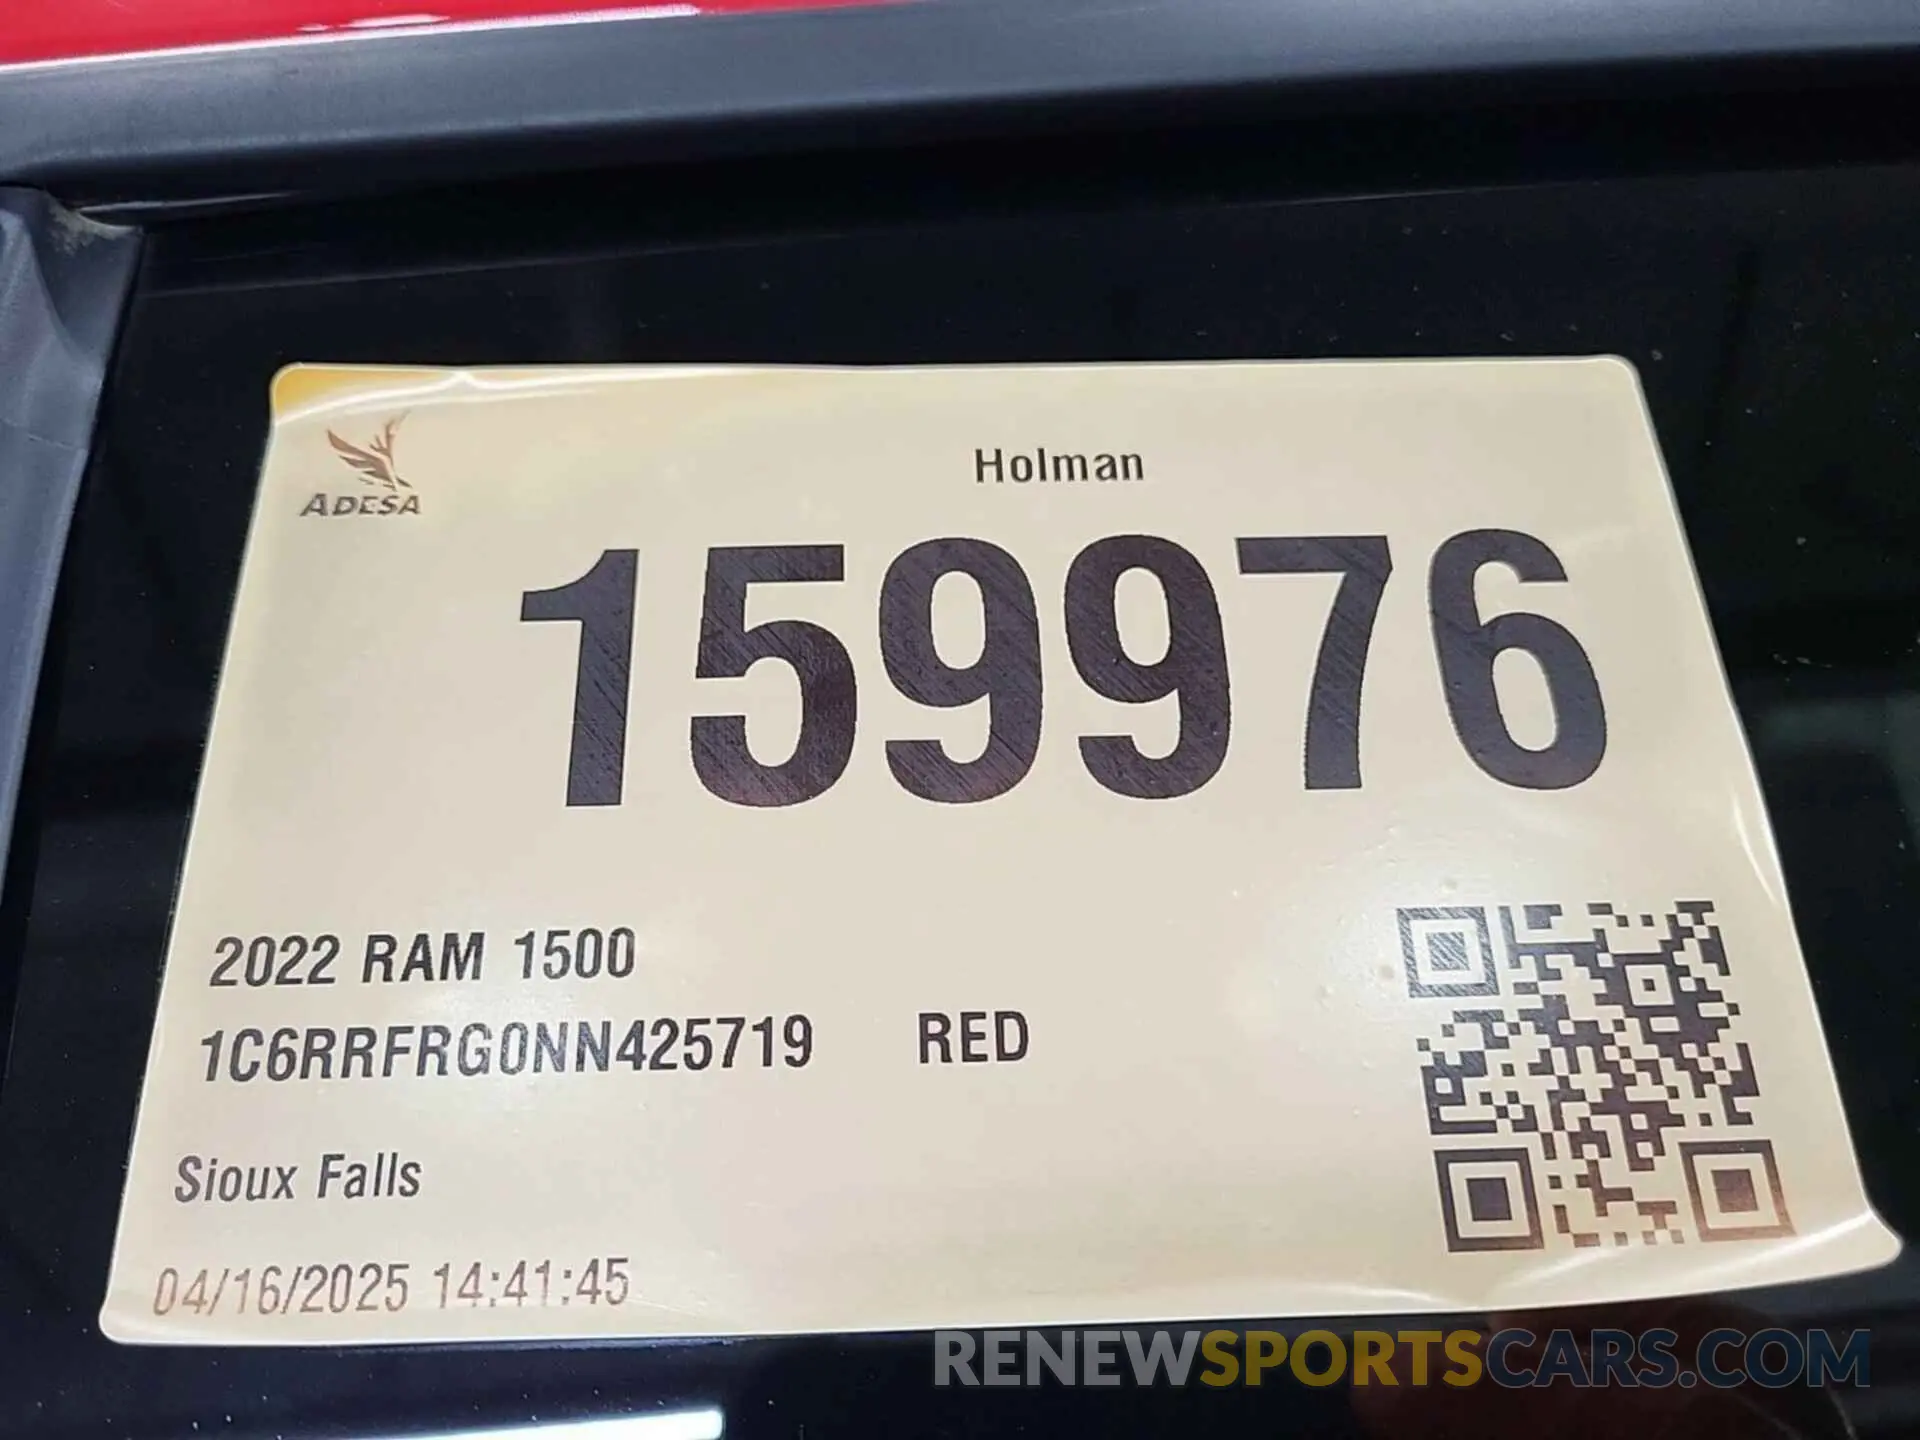 ADESA
Holman
159976
2022 RAM 1500
1C6RRFRG0NN425719 RED
Sioux Falls
04/16/2025 14:41:45
RENEWSPORTSCARS.COM